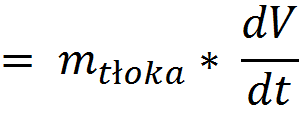 = m_tłoka * dV/dt